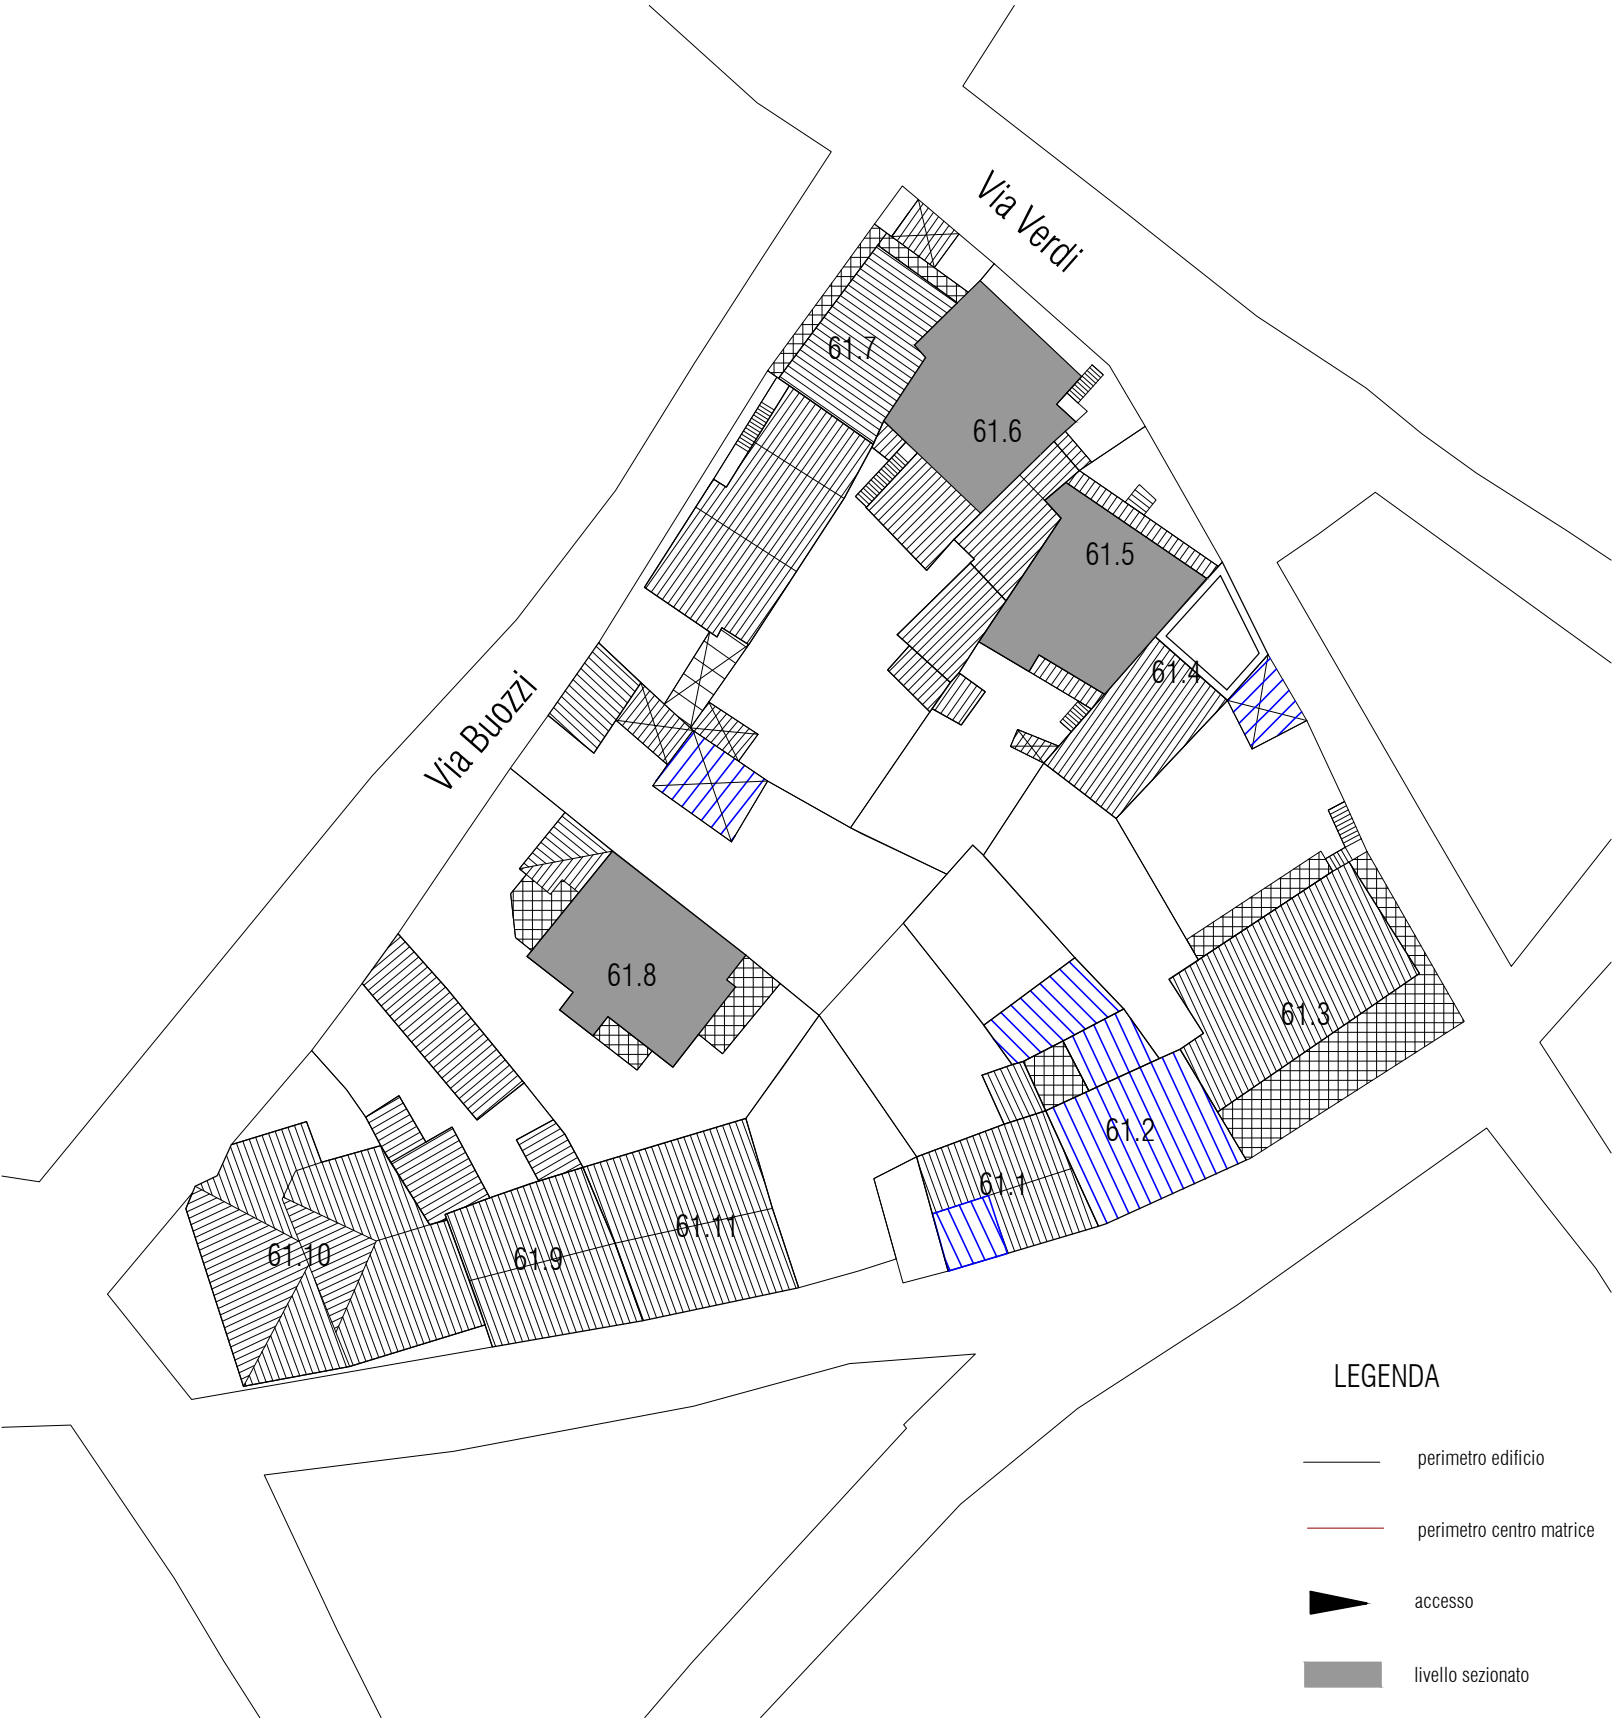 Via Verdi
61.7
61.6
61.5
61.4
Via Buozzi
61.8
61.3
61.2
61.1
61.11
61.10
61.9
LEGENDA
perimetro edificio
perimetro centro matrice
accesso
livello sezionato